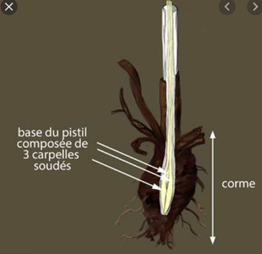 base du pistil
composée de
3 carpelles
soudés
corme